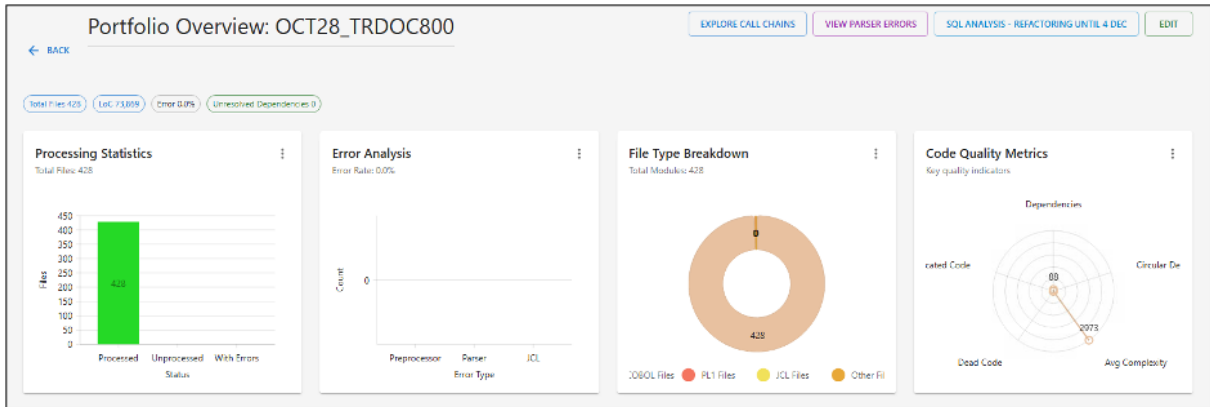 Portfolio Overview: OCT28_TRDOC800
EXPLORE CALL CHAINS
VIEW PARSER ERRORS
SQL ANALYSIS - REFACTORING UNTIL 4 DEC
EDIT
← BACK
Total Files 428
LoC 73,869
Error 0.0%
Unresolved Dependencies 0
Processing Statistics
Total Files: 428
450
400
350
300
250
200
150
100
50
0
Files
428
Processed Unprocessed With Errors
Status
Error Analysis
Error Rate: 0.0%
Count
0
Preprocessor Parser JCL
Error Type
File Type Breakdown
Total Modules: 428
0
428
COBOL Files PL1 Files JCL Files Other Fil
Code Quality Metrics
Key quality indicators
Dependencies
cated Code
Circular De
88
2973
Dead Code
Avg Complexity